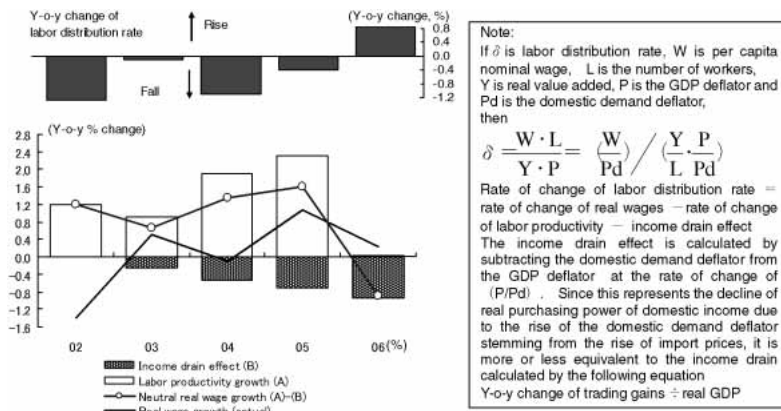 Y-o-y change of
labor distribution rate
Rise
Fall
(Y-o-y change, %)
0.8
0.4
0.0
-0.4
-0.8
-1.2
(Y-o-y % change)
2.8
2.4
2.0
1.6
1.2
0.8
0.4
0.0
-0.4
-0.8
-1.2
-1.6
02 03 04 05 06(%)
Income drain effect (B)
Labor productivity growth (A)
Neutral real wage growth (A)-(B)
Real wage growth (actual)
Note:
If δ is labor distribution rate, W is per capita
nominal wage, L is the number of workers,
Y is real value added, P is the GDP deflator and
Pd is the domestic demand deflator,
then
δ = W・L / Y・P = (W/Pd) / (Y/L・P/Pd)
Rate of change of labor distribution rate =
rate of change of real wages －rate of change
of labor productivity － income drain effect
The income drain effect is calculated by
subtracting the domestic demand deflator from
the GDP deflator at the rate of change of
(P/Pd) . Since this represents the decline of
real purchasing power of domestic income due
to the rise of the domestic demand deflator
stemming from the rise of import prices, it is
more or less equivalent to the income drain
calculated by the following equation
Y-o-y change of trading gains ÷ real GDP